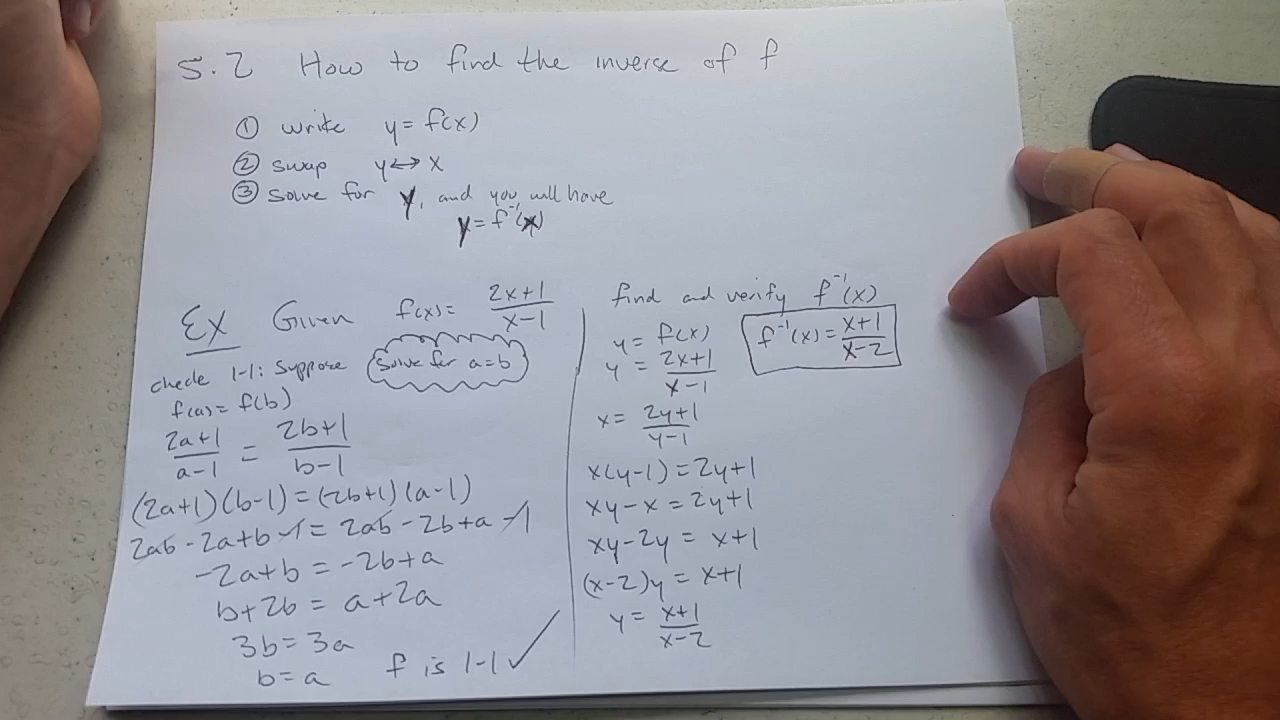 5.2 How to find the inverse of f
① write y = f(x)
② swap y ↔ x
③ solve for y, and you will have
y = f⁻¹(x)
Ex Given f(x) = (2x+1)/(x-1)
check 1-1: suppose
solve for a=b
f(a) = f(b)
(2a+1)/(a-1) = (2b+1)/(b-1)
(2a+1)(b-1) = (2b+1)(a-1)
2ab - 2a + b - 1 = 2ab - 2b + a - 1
-2a + b = -2b + a
b + 2b = a + 2a
3b = 3a
b = a
f is 1-1 ✓
find and verify f⁻¹(x)
y = f(x)
f⁻¹(x) = (x+1)/(x-2)
y = (2x+1)/(x-1)
x = (2y+1)/(y-1)
x(y-1) = 2y+1
xy - x = 2y+1
xy - 2y = x+1
(x-2)y = x+1
y = (x+1)/(x-2)